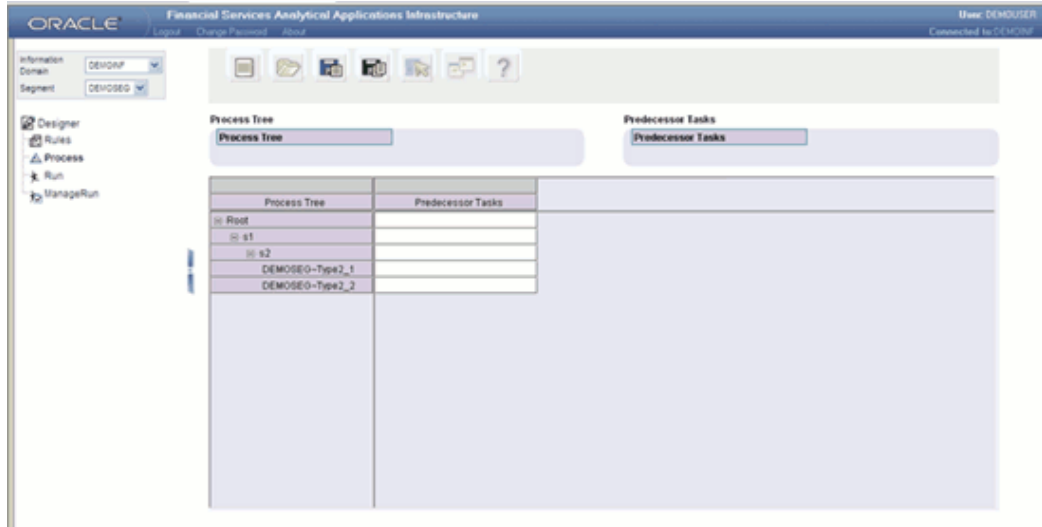 ORACLE
Financial Services Analytical Applications Infrastructure
User: DEMOUSER
Logout Change Password About
Connected to:DEMOINF
Information Domain
DEMOINF
Segment
DEMOSEG
?
Designer
Rules
Process
Run
ManageRun
Process Tree
Predecessor Tasks
Process Tree
Predecessor Tasks
Process Tree
Predecessor Tasks
Root
s1
s2
DEMOSEG~Type2_1
DEMOSEG~Type2_2